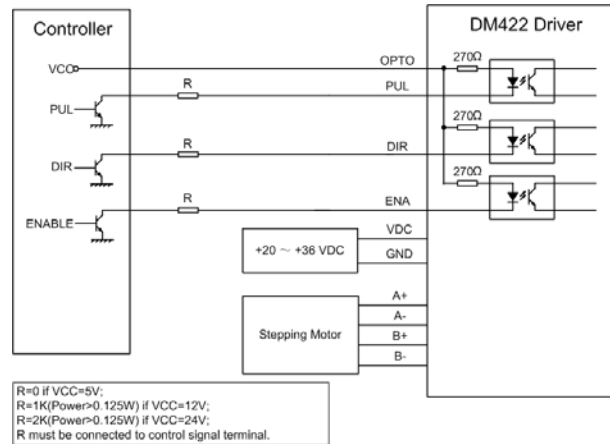 Controller
DM422 Driver
VCC
OPTO
270Ω
R
PUL
PUL
270Ω
R
DIR
DIR
270Ω
R
ENA
ENABLE
VDC
+20 ～ +36 VDC
GND
A+
A-
Stepping Motor
B+
B-
R=0 if VCC=5V;
R=1K(Power>0.125W) if VCC=12V;
R=2K(Power>0.125W) if VCC=24V;
R must be connected to control signal terminal.